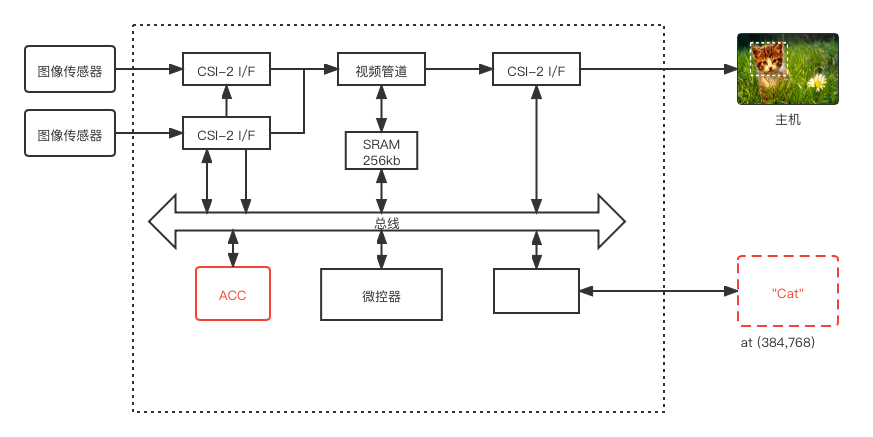 图像传感器
CSI-2 I/F
视频管道
CSI-2 I/F
主机
图像传感器
CSI-2 I/F
SRAM
256kb
总线
ACC
微控器
"Cat"
at (384,768)